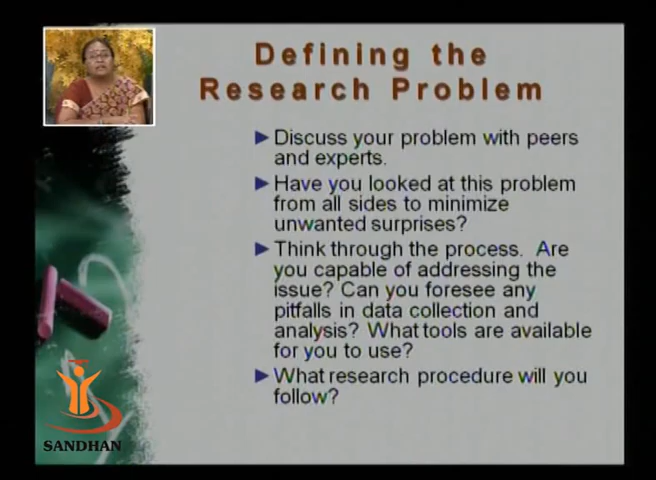 Defining the
Research Problem
Discuss your problem with peers
and experts.
Have you looked at this problem
from all sides to minimize
unwanted surprises?
Think through the process. Are
you capable of addressing the
issue? Can you foresee any
pitfalls in data collection and
analysis? What tools are available
for you to use?
What research procedure will you
follow?
SANDHAN